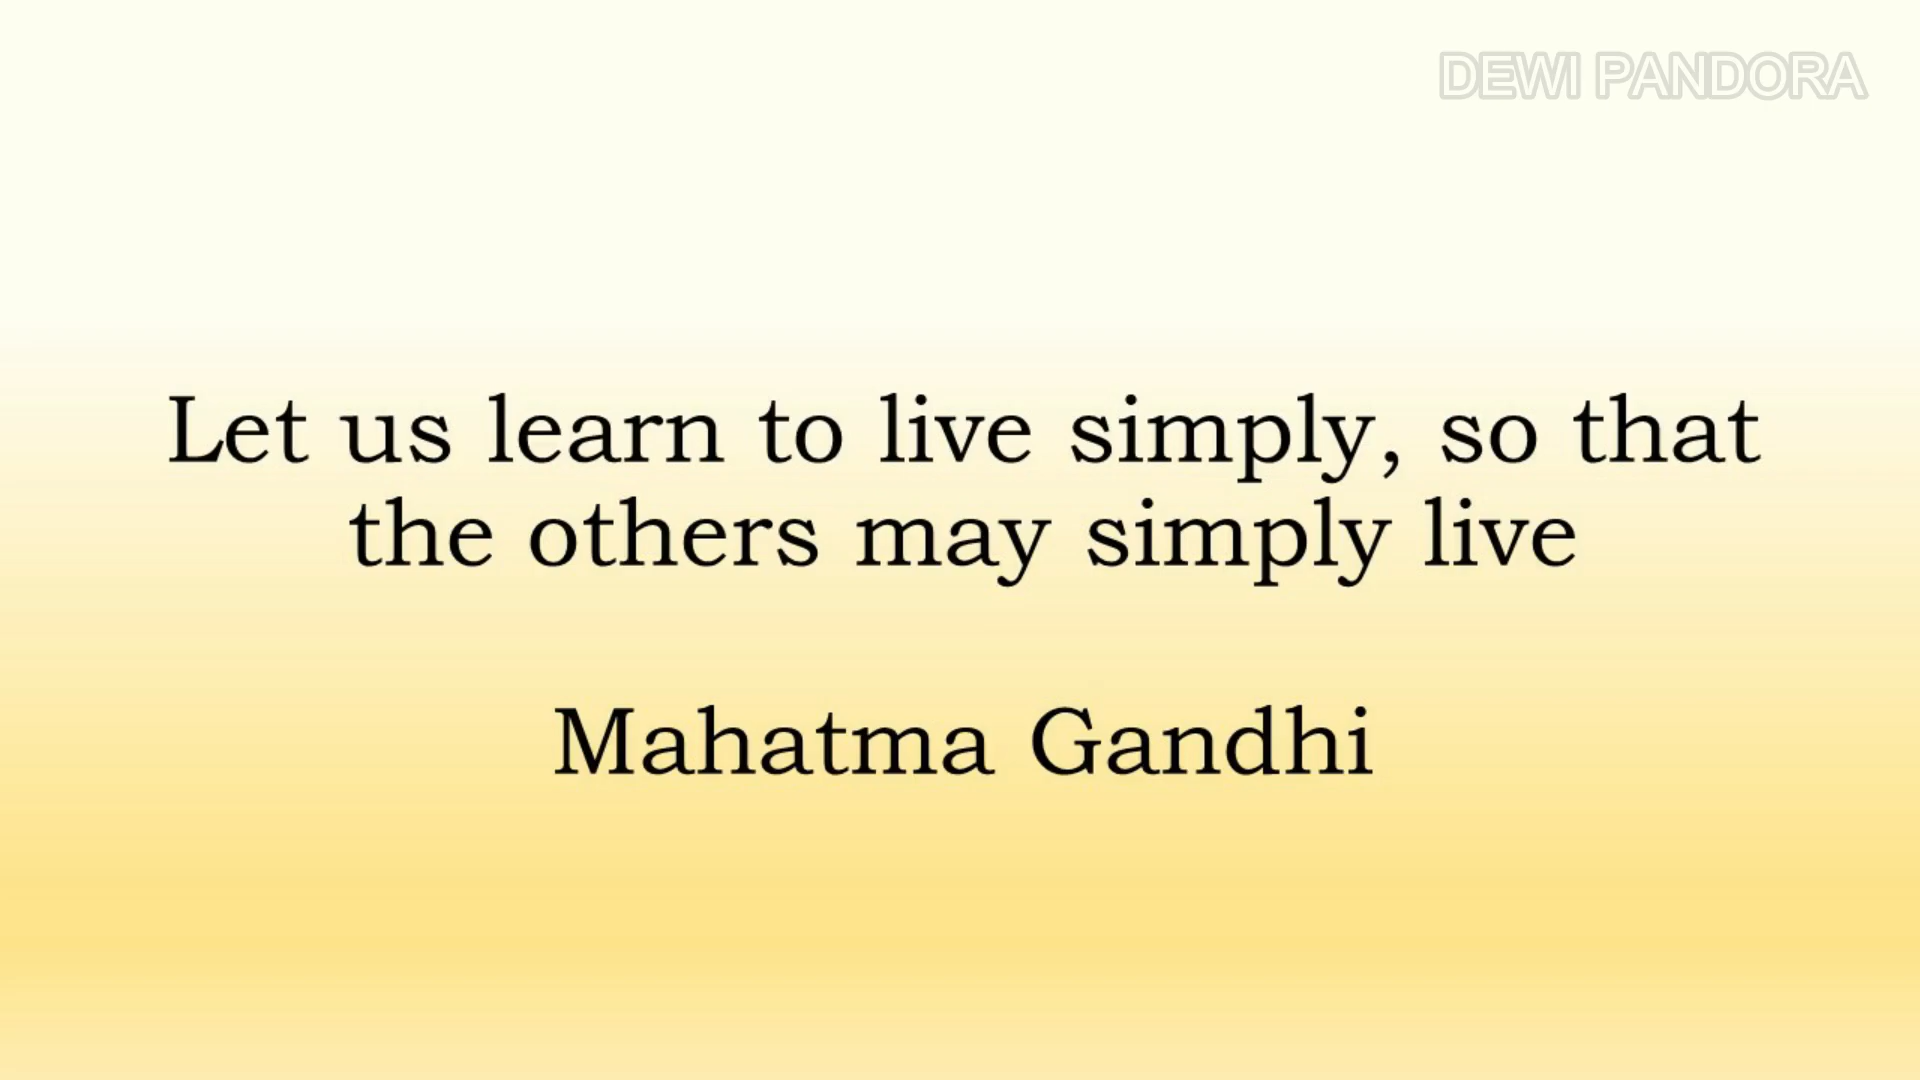 DEWI PANDORA
Let us learn to live simply, so that
the others may simply live
Mahatma Gandhi